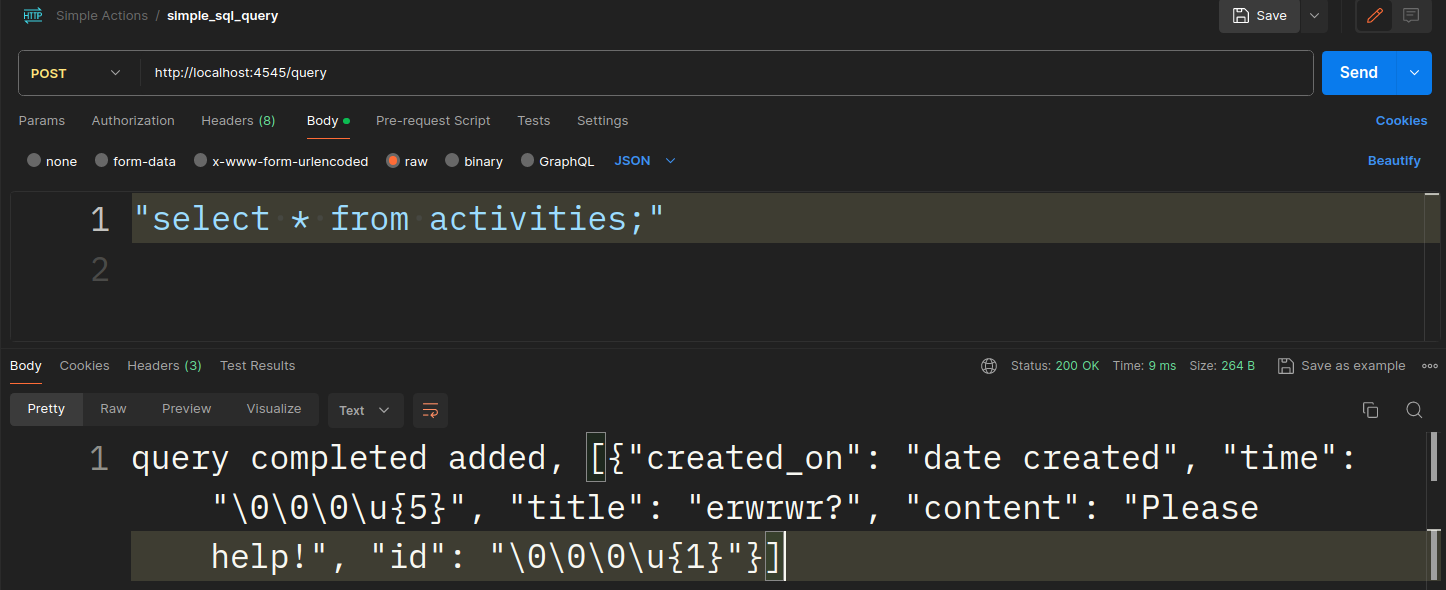 HTTP Simple Actions / simple_sql_query Save
POST http://localhost:4545/query Send
Params Authorization Headers (8) Body Pre-request Script Tests Settings Cookies
none form-data x-www-form-urlencoded raw binary GraphQL JSON Beautify
1 "select * from activities;"
2
Body Cookies Headers (3) Test Results Status: 200 OK Time: 9 ms Size: 264 B Save as example
Pretty Raw Preview Visualize Text
1 query completed added, [{"created_on": "date created", "time":
"\0\0\0\u{5}", "title": "erwrwr?", "content": "Please
help!", "id": "\0\0\0\u{1}"}]